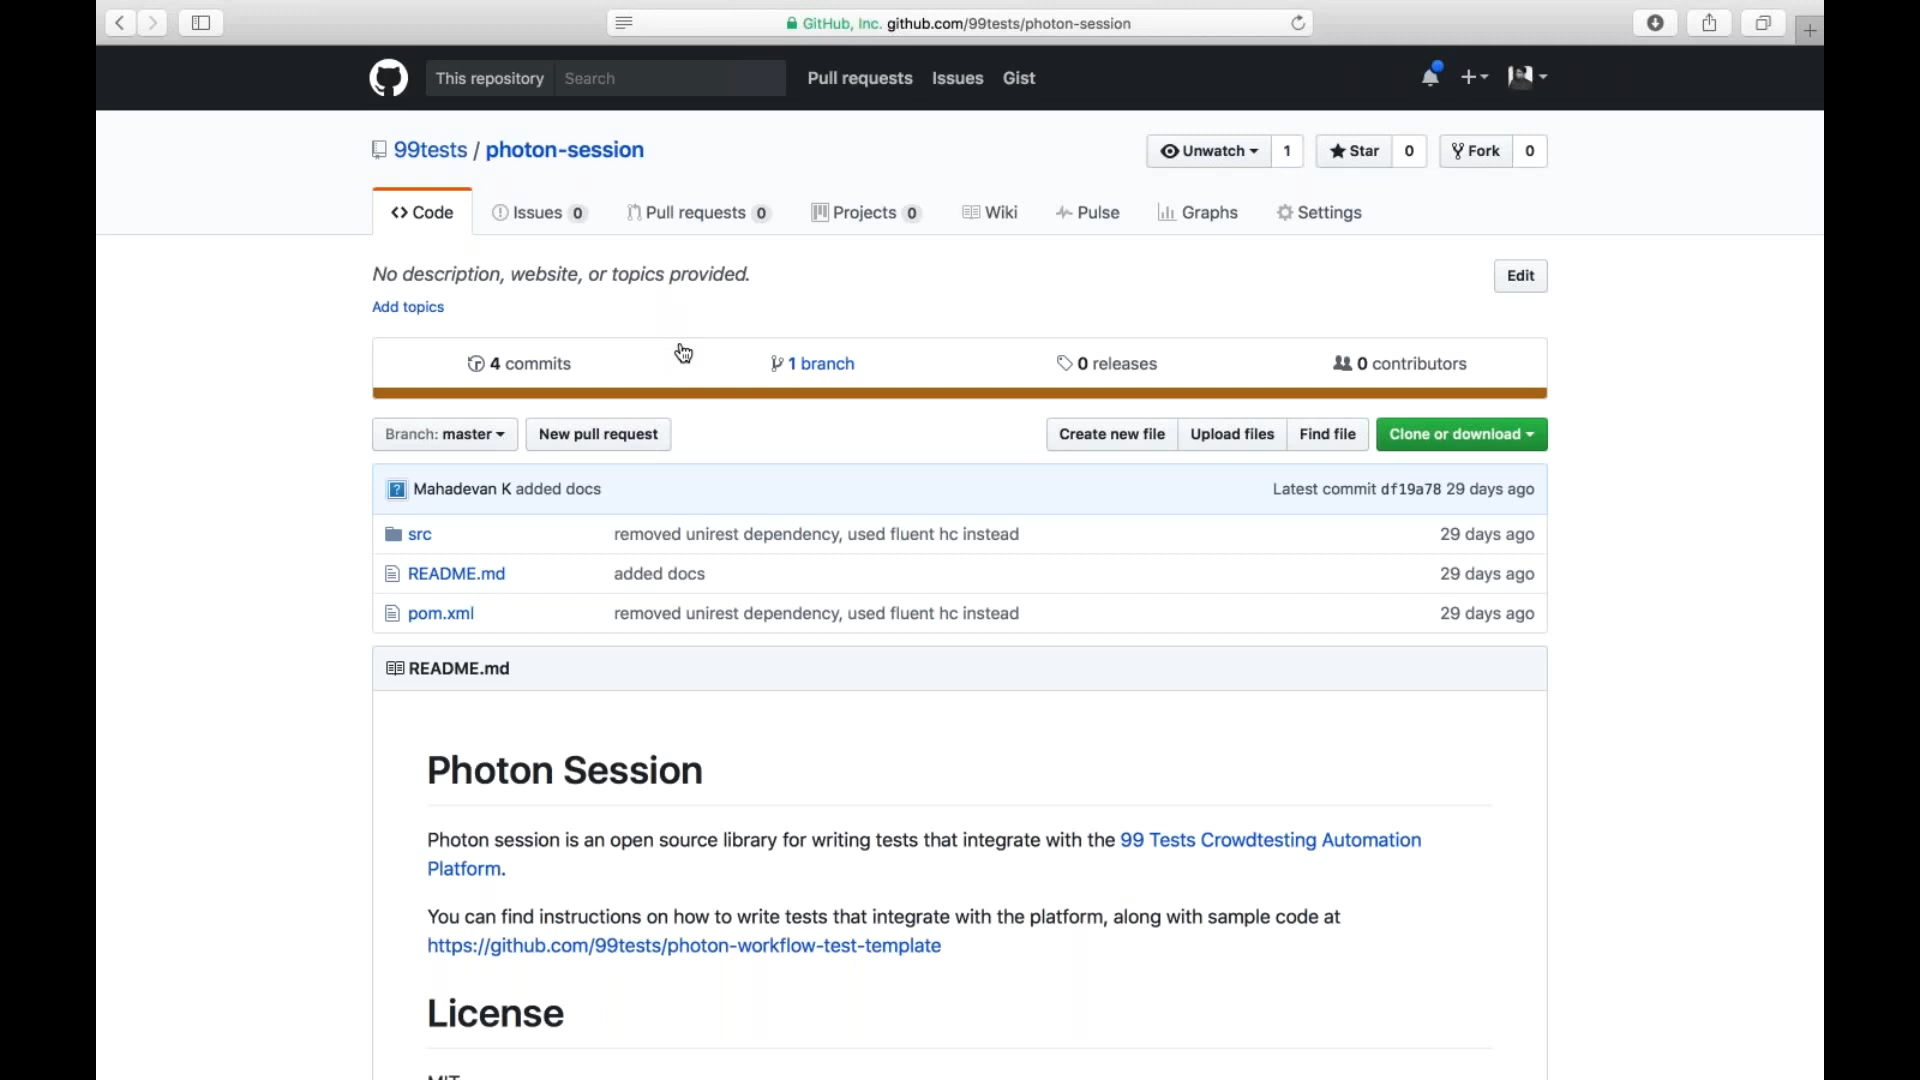 GitHub, Inc. github.com/99tests/photon-session
This repository Search Pull requests Issues Gist
99tests / photon-session
Unwatch 1 Star 0 Fork 0
Code Issues 0 Pull requests 0 Projects 0 Wiki Pulse Graphs Settings
No description, website, or topics provided.
Edit
Add topics
4 commits 1 branch 0 releases 0 contributors
Branch: master New pull request Create new file Upload files Find file Clone or download
Mahadevan K added docs Latest commit df19a78 29 days ago
src removed unirest dependency, used fluent hc instead 29 days ago
README.md added docs 29 days ago
pom.xml removed unirest dependency, used fluent hc instead 29 days ago
README.md
Photon Session
Photon session is an open source library for writing tests that integrate with the 99 Tests Crowdtesting Automation
Platform.
You can find instructions on how to write tests that integrate with the platform, along with sample code at
https://github.com/99tests/photon-workflow-test-template
License
MIT